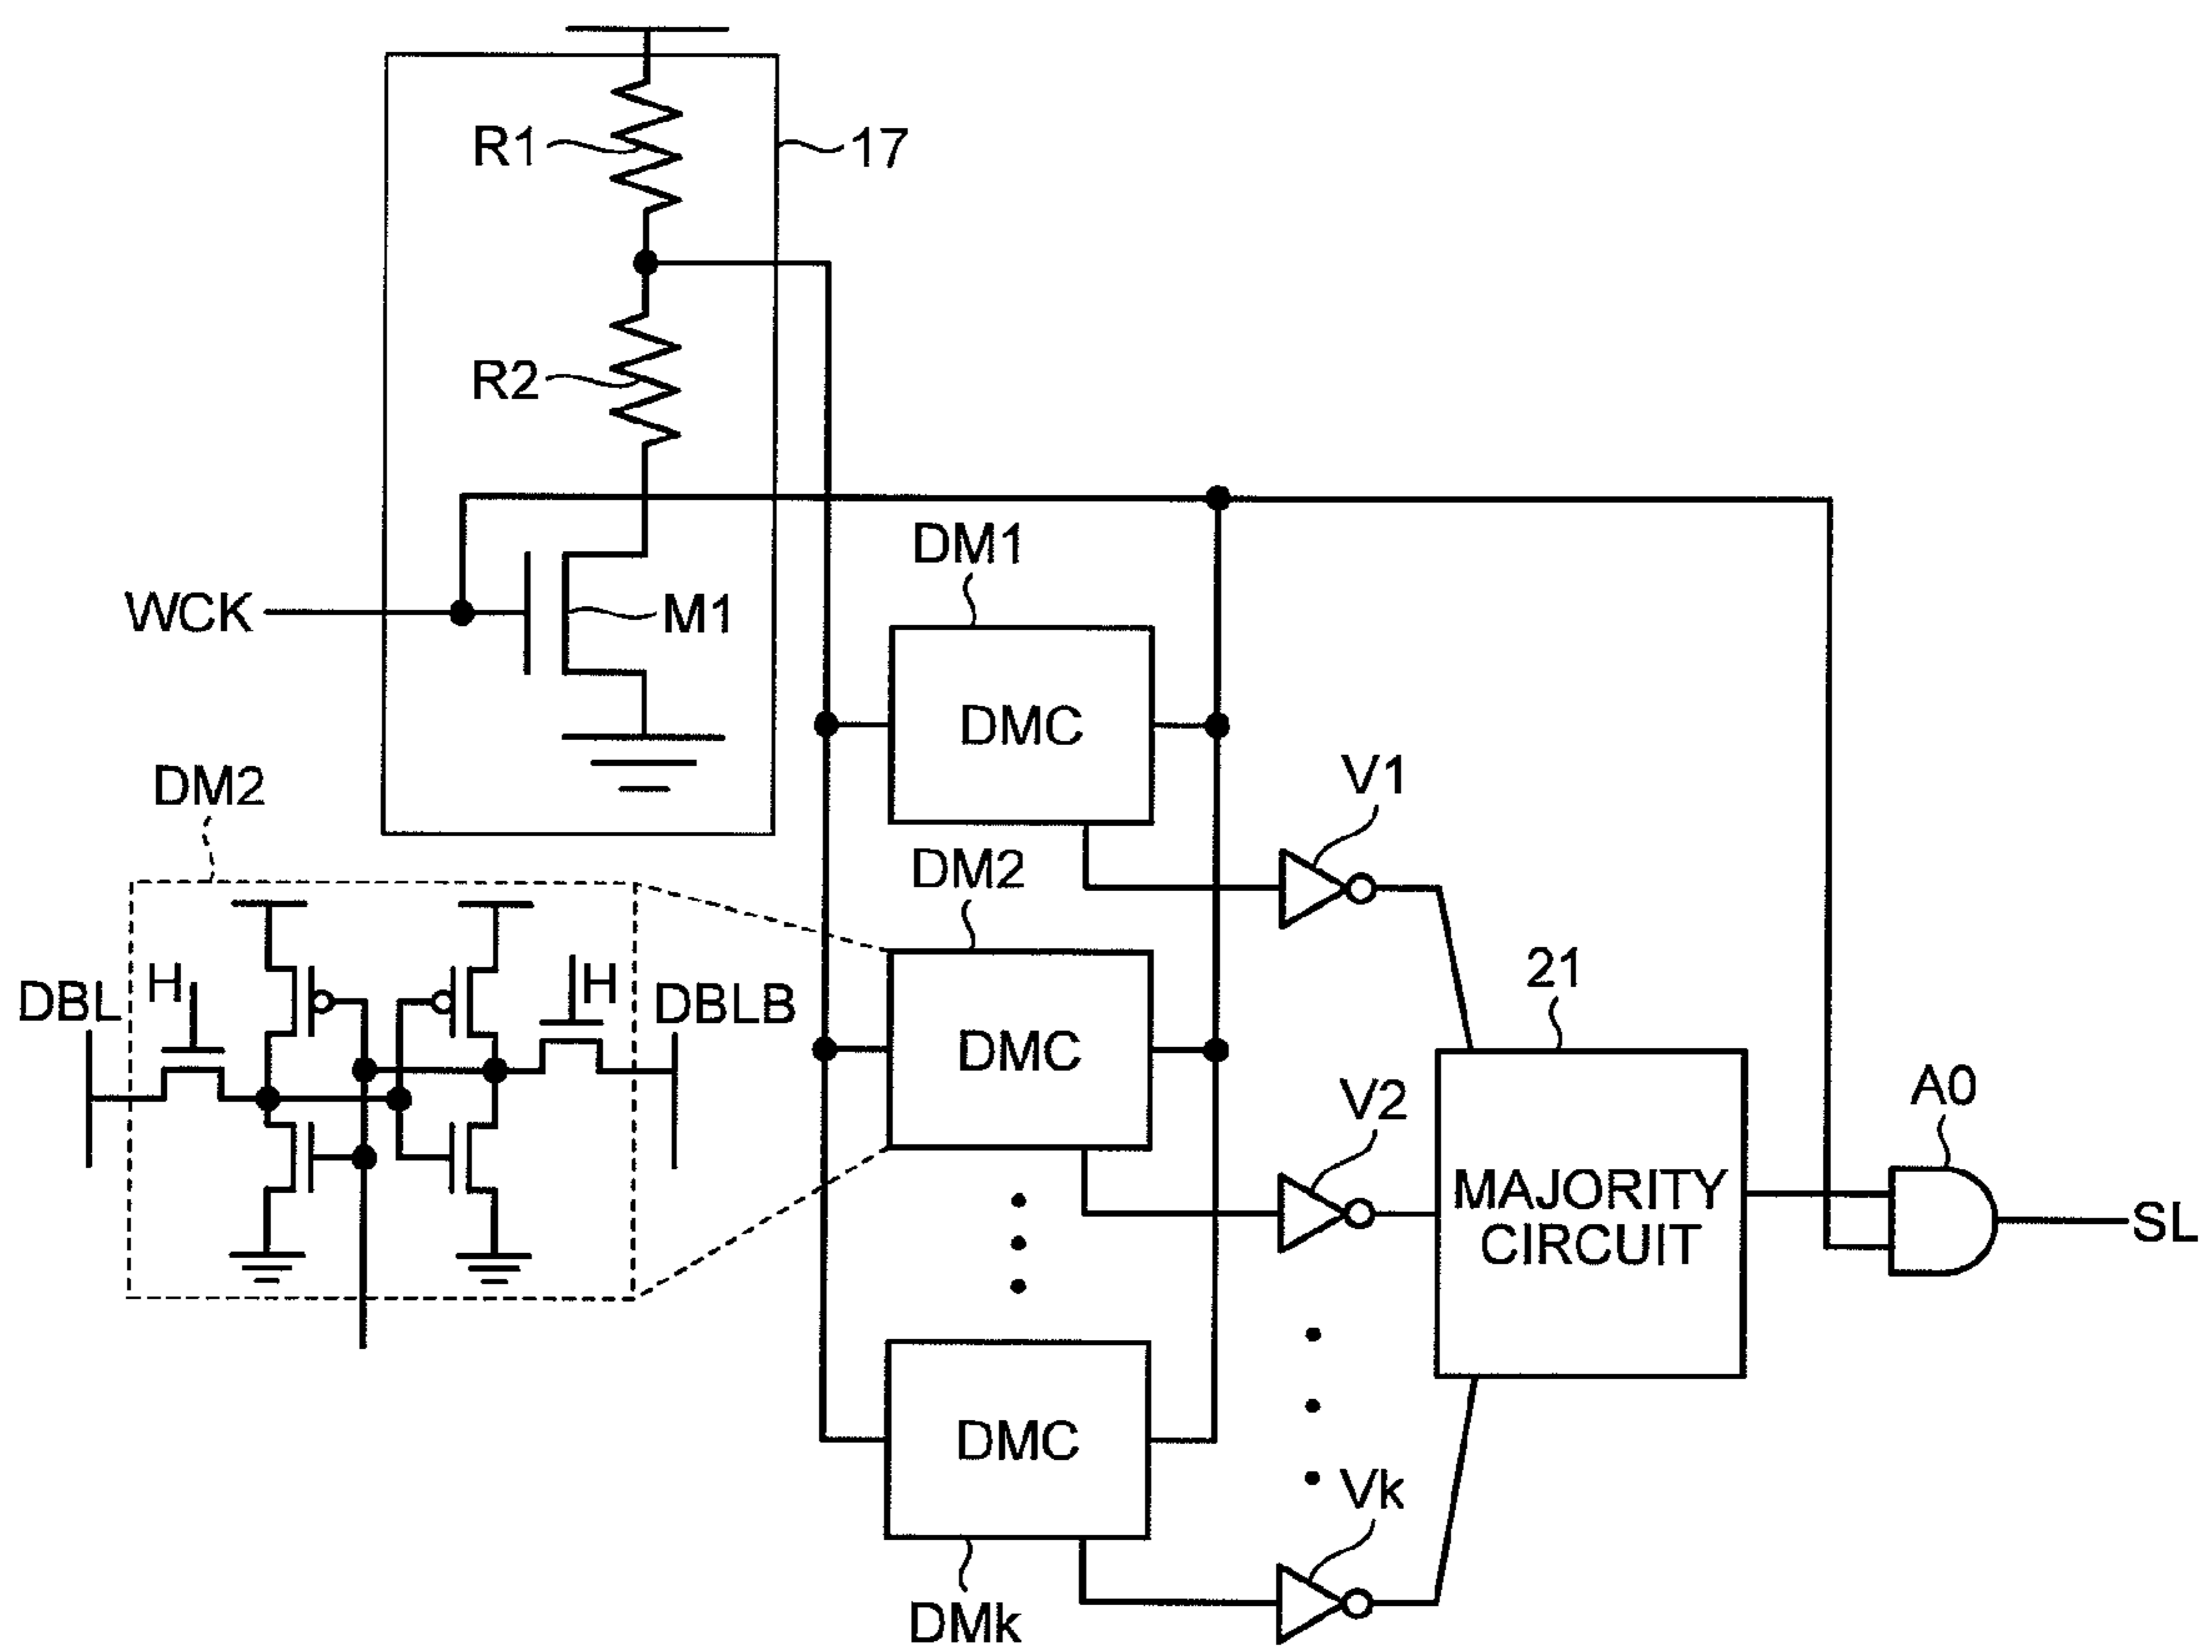 R1
17
R2
WCK
M1
DM1
DMC
DM2
DBL
H
H
DBLB
V1
DM2
DMC
V2
21
MAJORITY
CIRCUIT
A0
SL
DMC
DMk
Vk